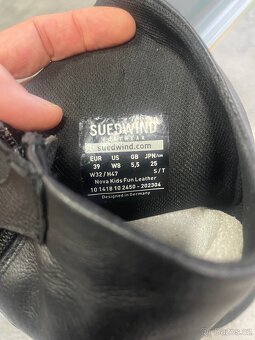 SUEDWIND
FOOTWEAR
suedwind.com
EUR US GB JPN/cm
39 W8 5,5 25
W32/H47 S/T
Nova Kids Fun Leather
10 1418 10 2450 - 202304
Designed in Germany